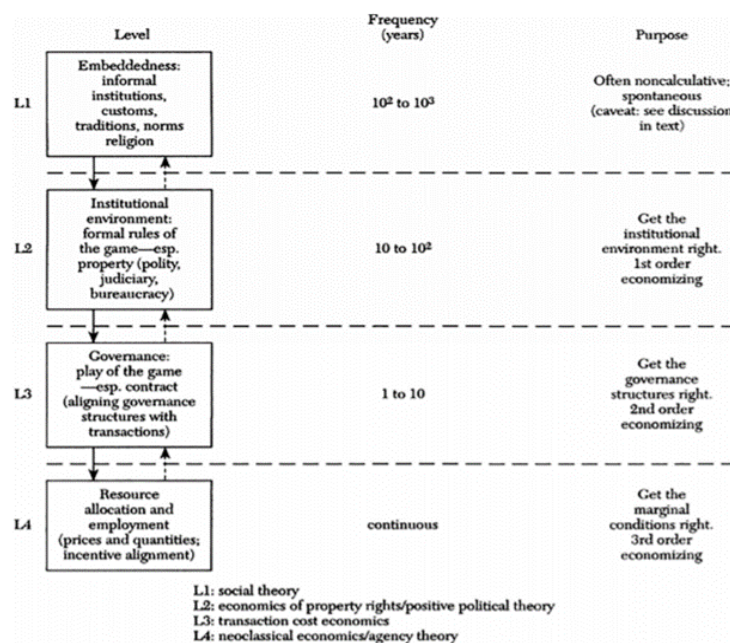 Level
Frequency
(years)
Purpose
L1
Embeddedness:
informal
institutions,
customs,
traditions, norms
religion
10² to 10³
Often noncalculative;
spontaneous
(caveat: see discussion
in text)
L2
Institutional
environment:
formal rules of
the game—esp.
property (polity,
judiciary,
bureaucracy)
10 to 10²
Get the
institutional
environment right.
1st order
economizing
L3
Governance:
play of the game
—esp. contract
(aligning governance
structures with
transactions)
1 to 10
Get the
governance
structures right.
2nd order
economizing
L4
Resource
allocation and
employment
(prices and quantities;
incentive alignment)
continuous
Get the
marginal
conditions right.
3rd order
economizing
L1: social theory
L2: economics of property rights/positive political theory
L3: transaction cost economics
L4: neoclassical economics/agency theory